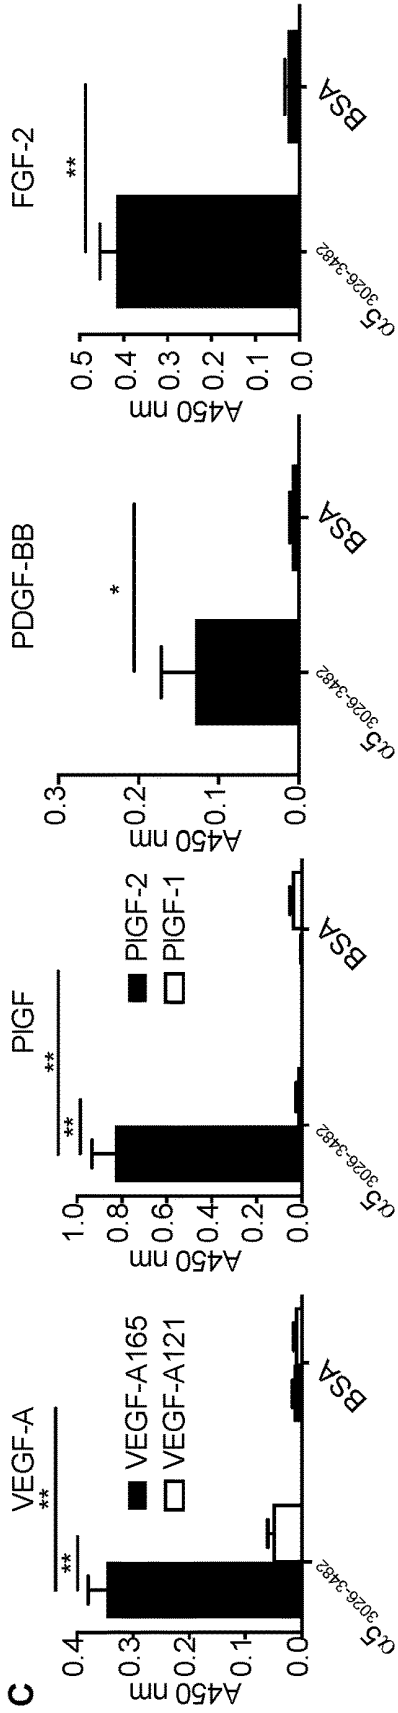 C
VEGF-A
**
**
VEGF-A165
VEGF-A121
A450 nm
0.4
0.3
0.2
0.1
0.0
α5 3026-3482
BSA
PlGF
**
**
PlGF-2
PlGF-1
A450 nm
1.0
0.8
0.6
0.4
0.2
0.0
α5 3026-3482
BSA
PDGF-BB
*
A450 nm
0.3
0.2
0.1
0.0
α5 3026-3482
BSA
FGF-2
**
A450 nm
0.5
0.4
0.3
0.2
0.1
0.0
α5 3026-3482
BSA